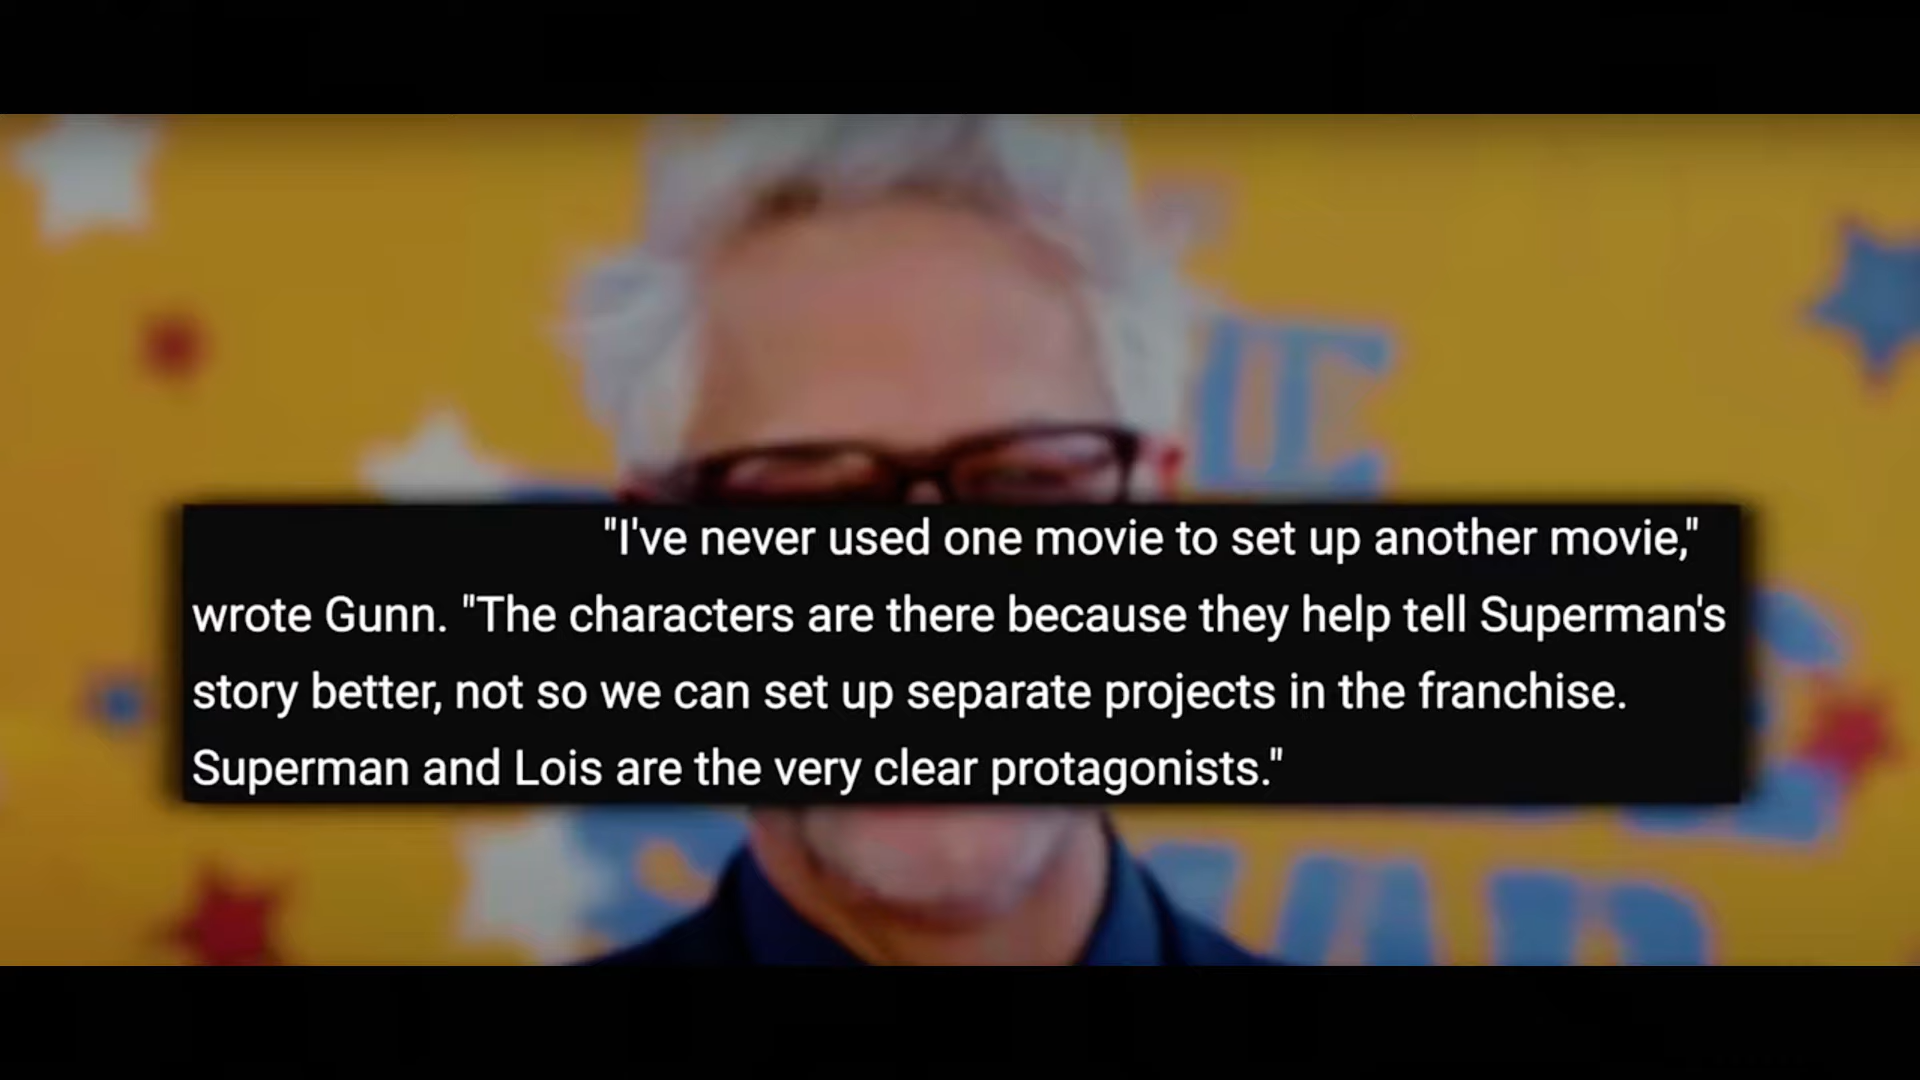 "I've never used one movie to set up another movie,"
wrote Gunn. "The characters are there because they help tell Superman's
story better, not so we can set up separate projects in the franchise.
Superman and Lois are the very clear protagonists."